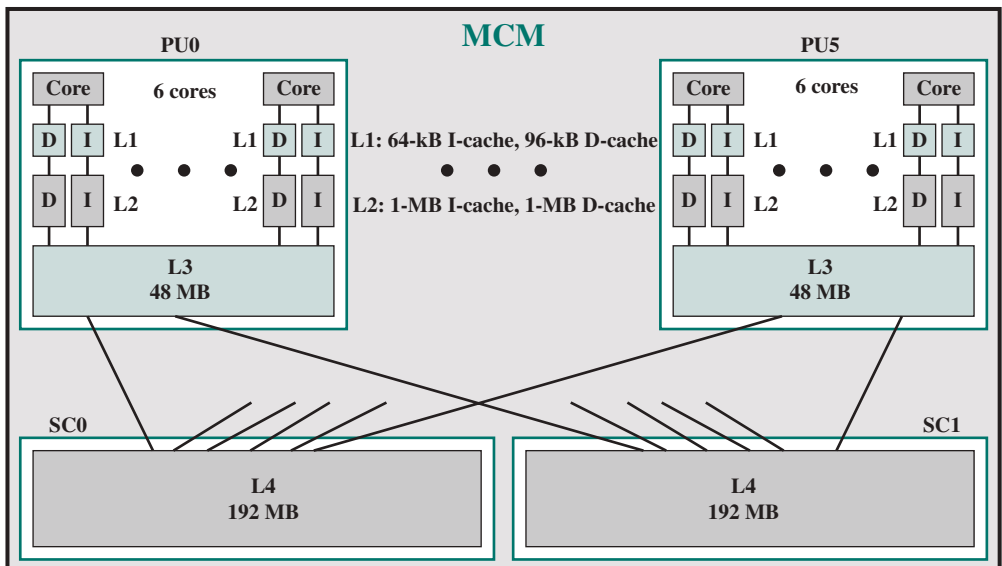 MCM
PU0
PU5
Core
6 cores
Core
Core
6 cores
Core
D I L1
L1 D I
L1: 64-kB I-cache, 96-kB D-cache
D I L1
L1 D I
D I L2
L2 D I
L2: 1-MB I-cache, 1-MB D-cache
D I L2
L2 D I
L3
48 MB
L3
48 MB
SC0
SC1
L4
192 MB
L4
192 MB